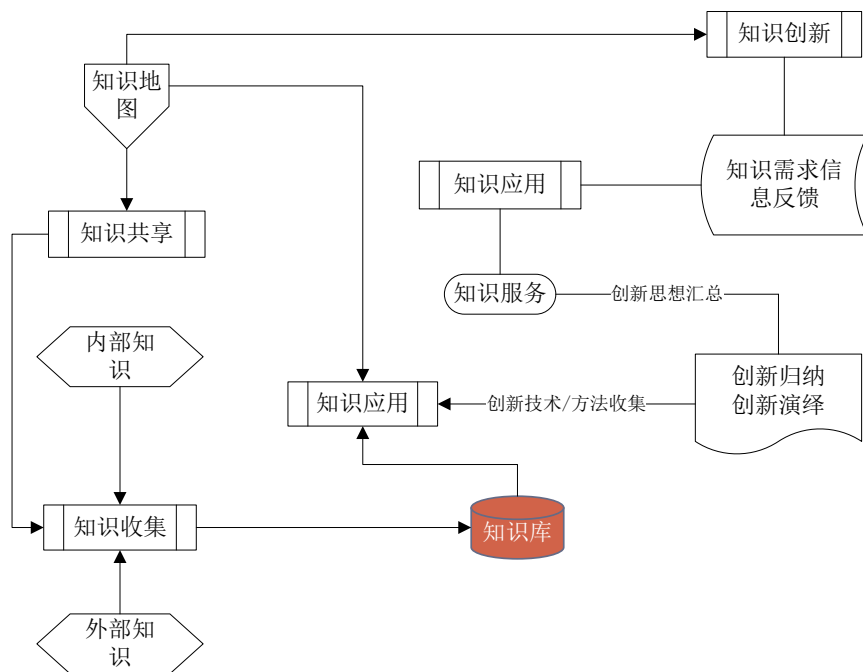 知识创新
知识地
图
知识应用
知识需求信
息反馈
知识共享
知识服务
创新思想汇总
内部知
识
知识应用
创新技术/方法收集
创新归纳
创新演绎
知识收集
知识库
外部知
识